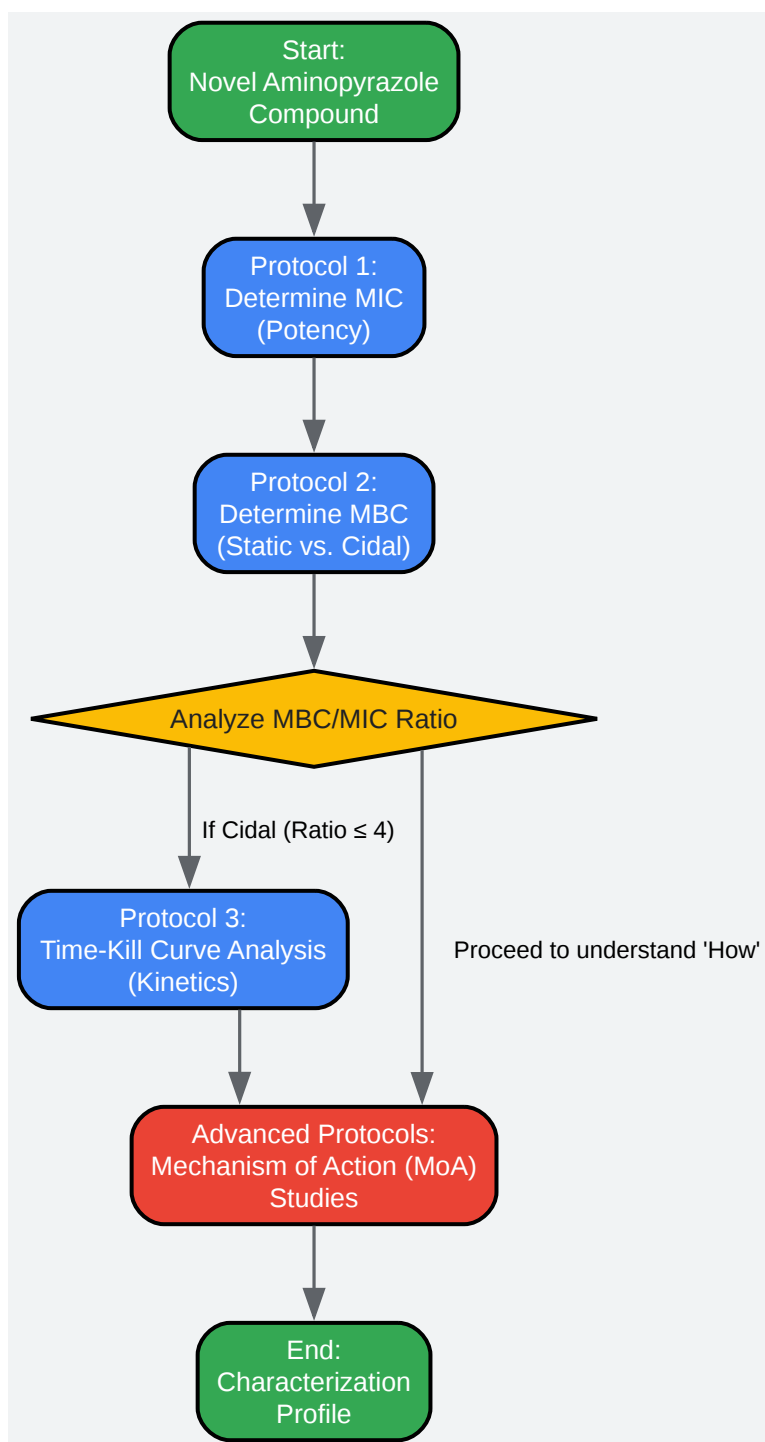 Start:
Novel Aminopyrazole
Compound
Protocol 1:
Determine MIC
(Potency)
Protocol 2:
Determine MBC
(Static vs. Cidal)
Analyze MBC/MIC Ratio
If Cidal (Ratio ≤ 4)
Protocol 3:
Time-Kill Curve Analysis
(Kinetics)
Proceed to understand 'How'
Advanced Protocols:
Mechanism of Action (MoA)
Studies
End:
Characterization
Profile